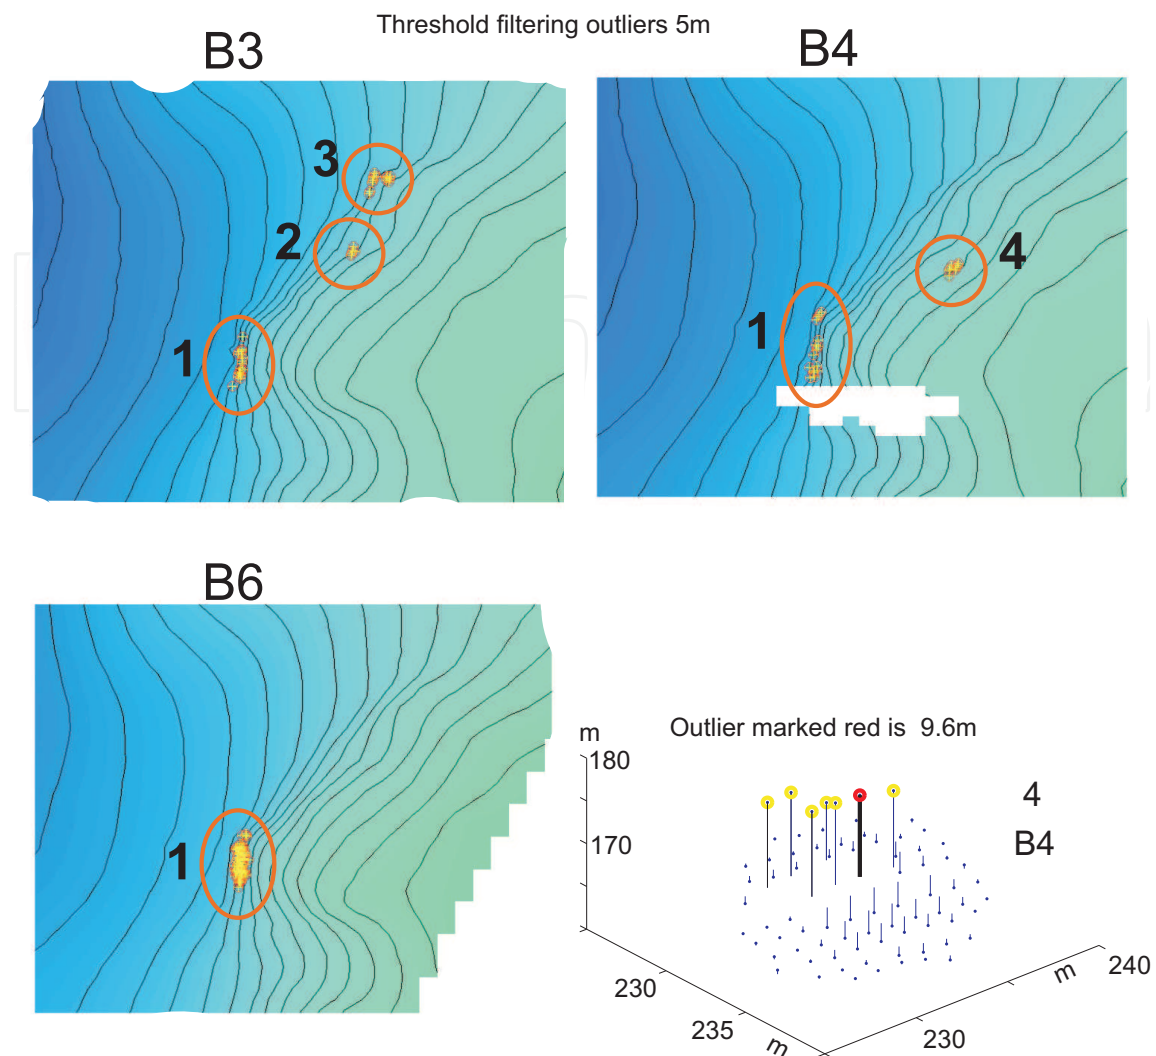 Threshold filtering outliers 5m
B3
B4
3
2
4
1
1
B6
1
Outlier marked red is 9.6m
m
180
170
4
B4
230
235
m
230
m
240